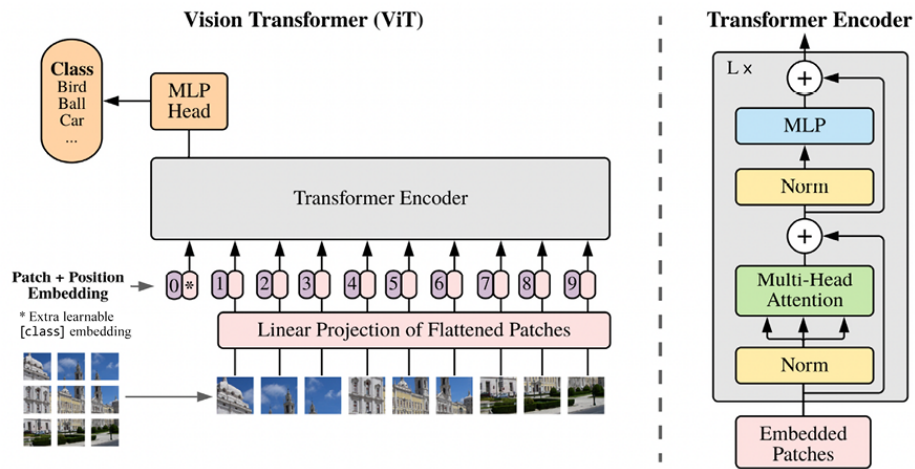 Vision Transformer (ViT)
Class
Bird
Ball
Car
...
MLP
Head
Transformer Encoder
Patch + Position
Embedding
0 * 1 2 3 4 5 6 7 8 9
* Extra learnable
[class] embedding
Linear Projection of Flattened Patches
Transformer Encoder
L ×
+
MLP
Norm
+
Multi-Head
Attention
Norm
Embedded
Patches